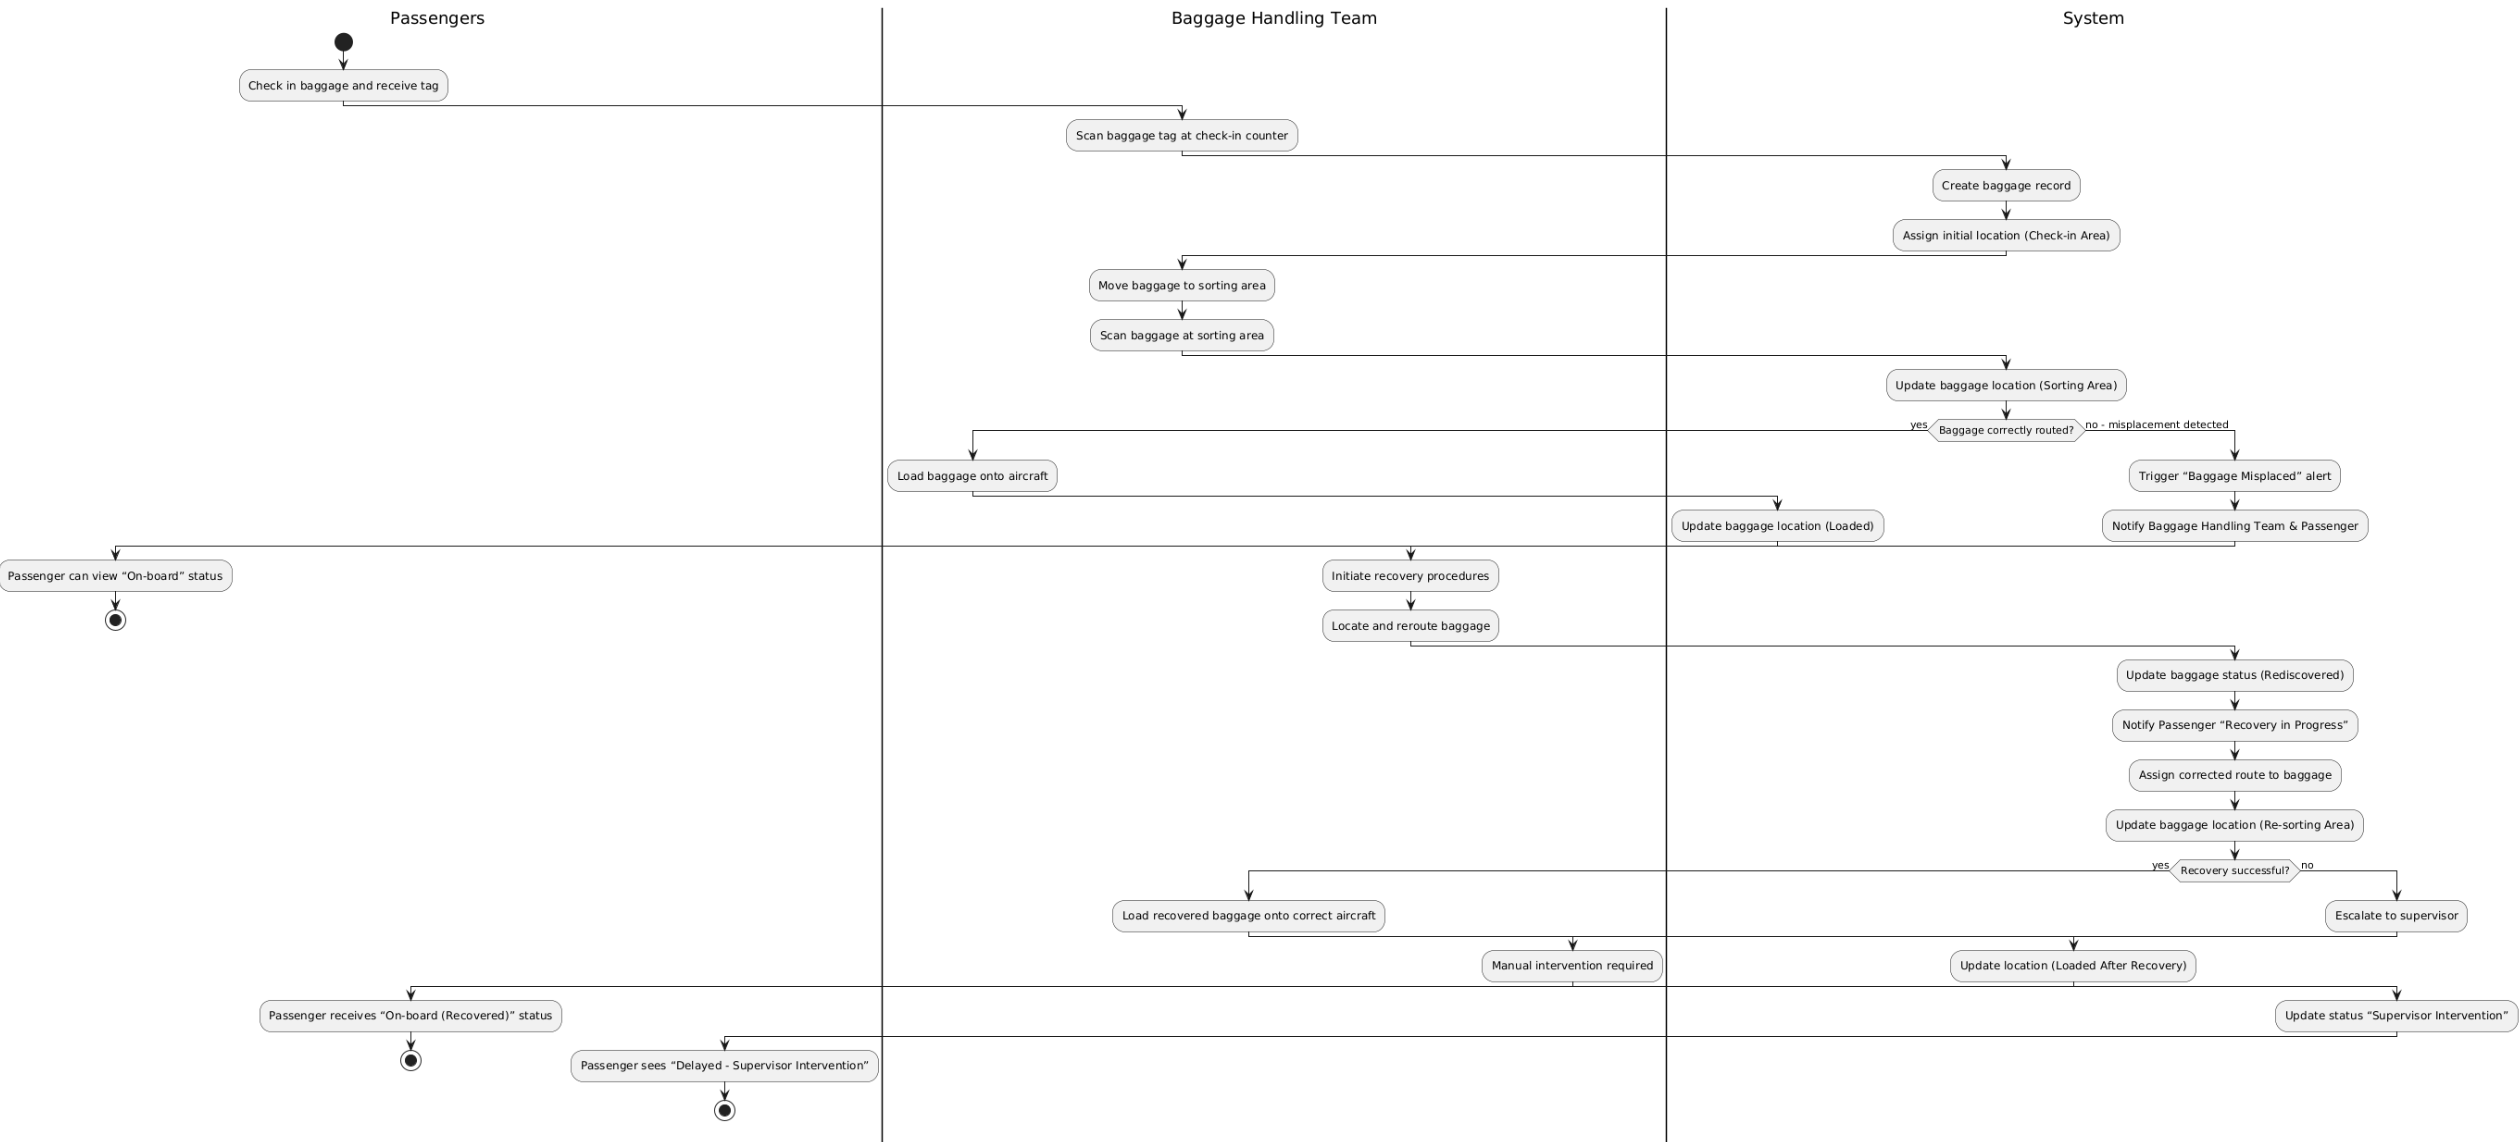 Passengers
Baggage Handling Team
System
Check in baggage and receive tag
Scan baggage tag at check-in counter
Create baggage record
Assign initial location (Check-in Area)
Move baggage to sorting area
Scan baggage at sorting area
Update baggage location (Sorting Area)
yes
Baggage correctly routed?
no - misplacement detected
Load baggage onto aircraft
Trigger “Baggage Misplaced” alert
Update baggage location (Loaded)
Notify Baggage Handling Team & Passenger
Passenger can view “On-board” status
Initiate recovery procedures
Locate and reroute baggage
Update baggage status (Rediscovered)
Notify Passenger “Recovery in Progress”
Assign corrected route to baggage
Update baggage location (Re-sorting Area)
yes
Recovery successful?
no
Load recovered baggage onto correct aircraft
Escalate to supervisor
Manual intervention required
Update location (Loaded After Recovery)
Passenger receives “On-board (Recovered)” status
Update status “Supervisor Intervention”
Passenger sees “Delayed - Supervisor Intervention”